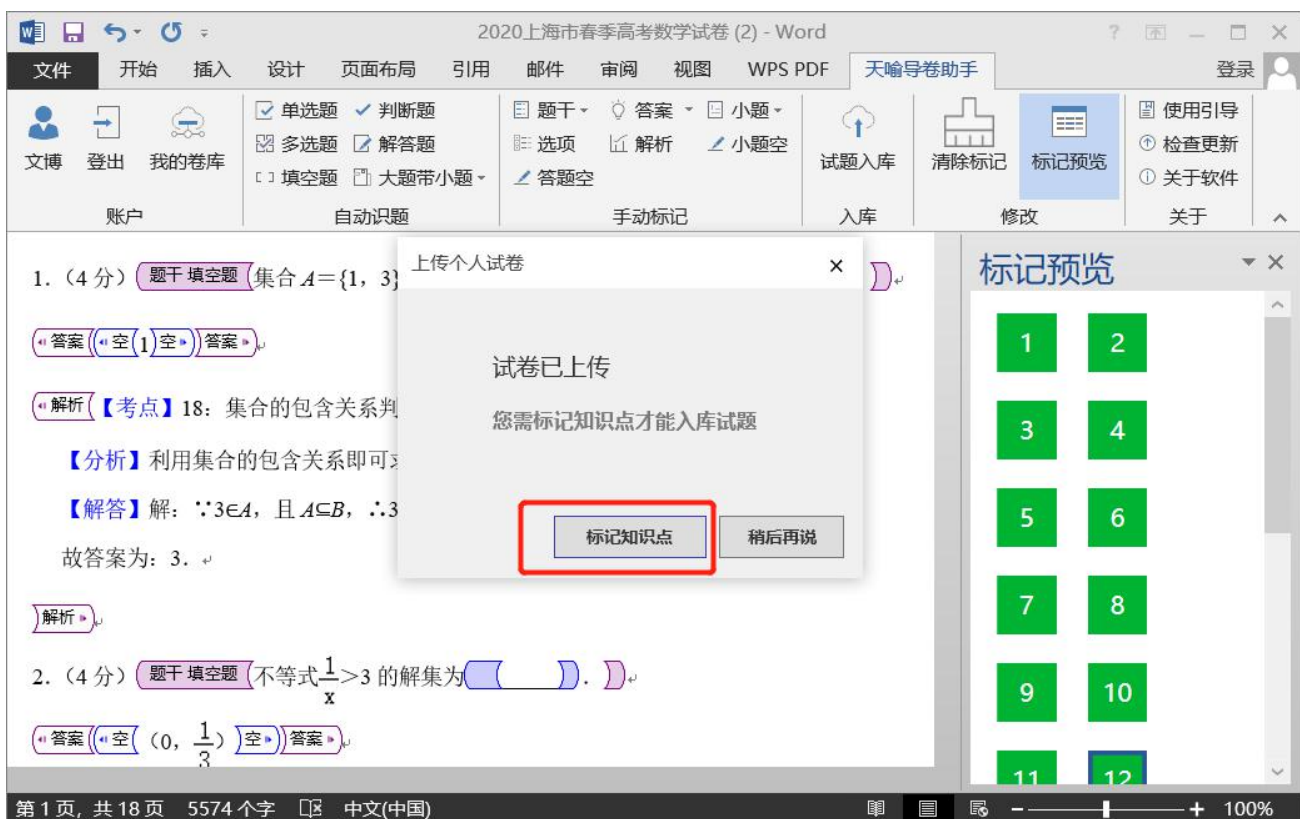 2020上海市春季高考数学试卷 (2) - Word
文件 开始 插入 设计 页面布局 引用 邮件 审阅 视图 WPS PDF 天喻导卷助手 登录
单选题 判断题 题干 答案 小题 使用引导
多选题 解答题 选项 解析 小题空 检查更新
文博 登出 我的卷库 试题入库 清除标记 标记预览
填空题 大题带小题 答题空 关于软件
账户 自动识题 手动标记 入库 修改 关于
1.（4 分）题干 填空题 集合 A＝{1，3}
答案 空 1 空 答案
解析【考点】18：集合的包含关系判
【分析】利用集合的包含关系即可
【解答】解：∵3∈A，且 A⊆B，∴3
故答案为：3．
解析
2.（4 分）题干 填空题 不等式1/x＞3 的解集为 ．
答案 空（0，1/3）空 答案
上传个人试卷 ×
试卷已上传
您需标记知识点才能入库试题
标记知识点 稍后再说
标记预览
1 2
3 4
5 6
7 8
9 10
11 12
第 1 页，共 18 页 5574 个字 中文(中国) 100%